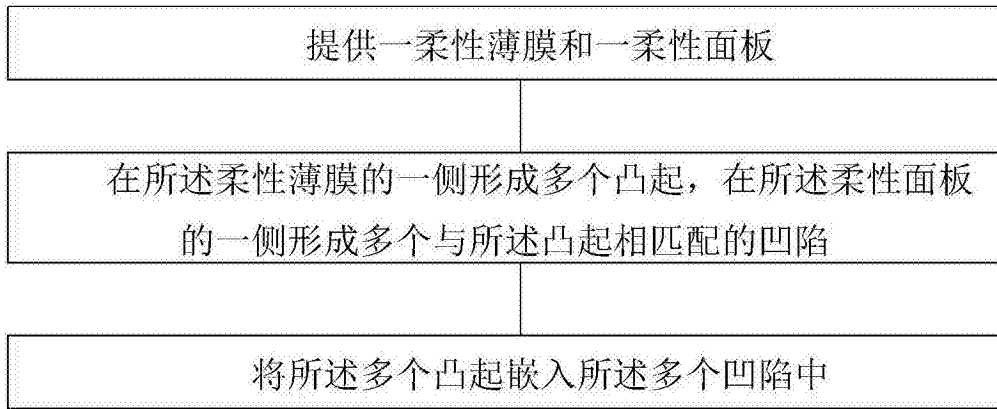 提供一柔性薄膜和一柔性面板
在所述柔性薄膜的一侧形成多个凸起，在所述柔性面板
的一侧形成多个与所述凸起相匹配的凹陷
将所述多个凸起嵌入所述多个凹陷中